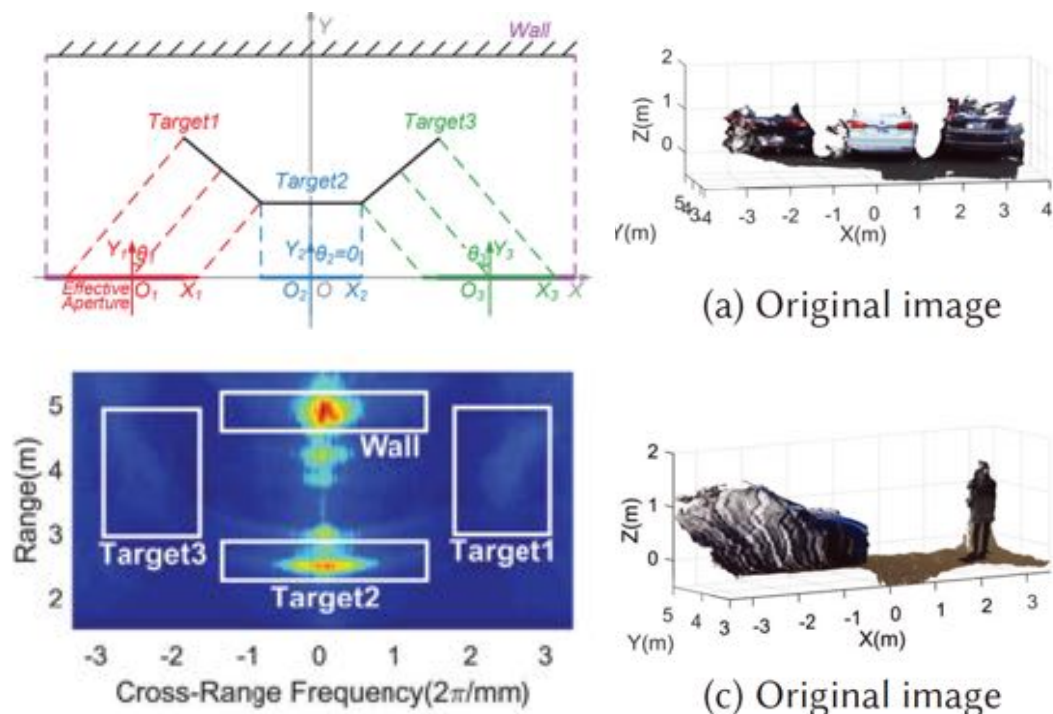 Y
Wall
Target1
Target3
Target2
Y₁ θ₁
Y₂ θ₂=0
θ₃ Y₃
Effective
Aperture
O₁ X₁
O₂ O X₂
O₃ X₃ X
2
1
0
Z(m)
Y(m)
-3 -2 -1 0 1 2 3 4
X(m)
(a) Original image
5
4
3
2
Range(m)
Wall
Target3
Target1
Target2
-3 -2 -1 0 1 2 3
Cross-Range Frequency(2π/mm)
2
1
0
Z(m)
5 4 3
Y(m)
-3 -2 -1 0 1 2 3
X(m)
(c) Original image